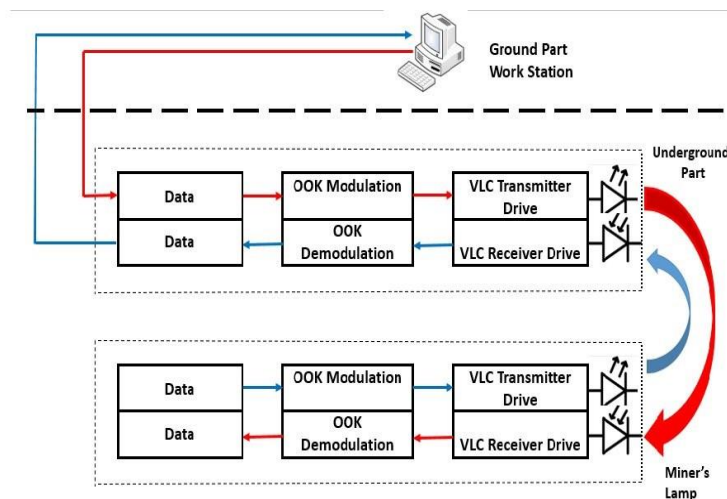 Ground Part
Work Station
Underground
Part
Data
OOK Modulation
VLC Transmitter
Drive
Data
OOK
Demodulation
VLC Receiver Drive
Data
OOK Modulation
VLC Transmitter
Drive
Data
OOK
Demodulation
VLC Receiver Drive
Miner's
Lamp